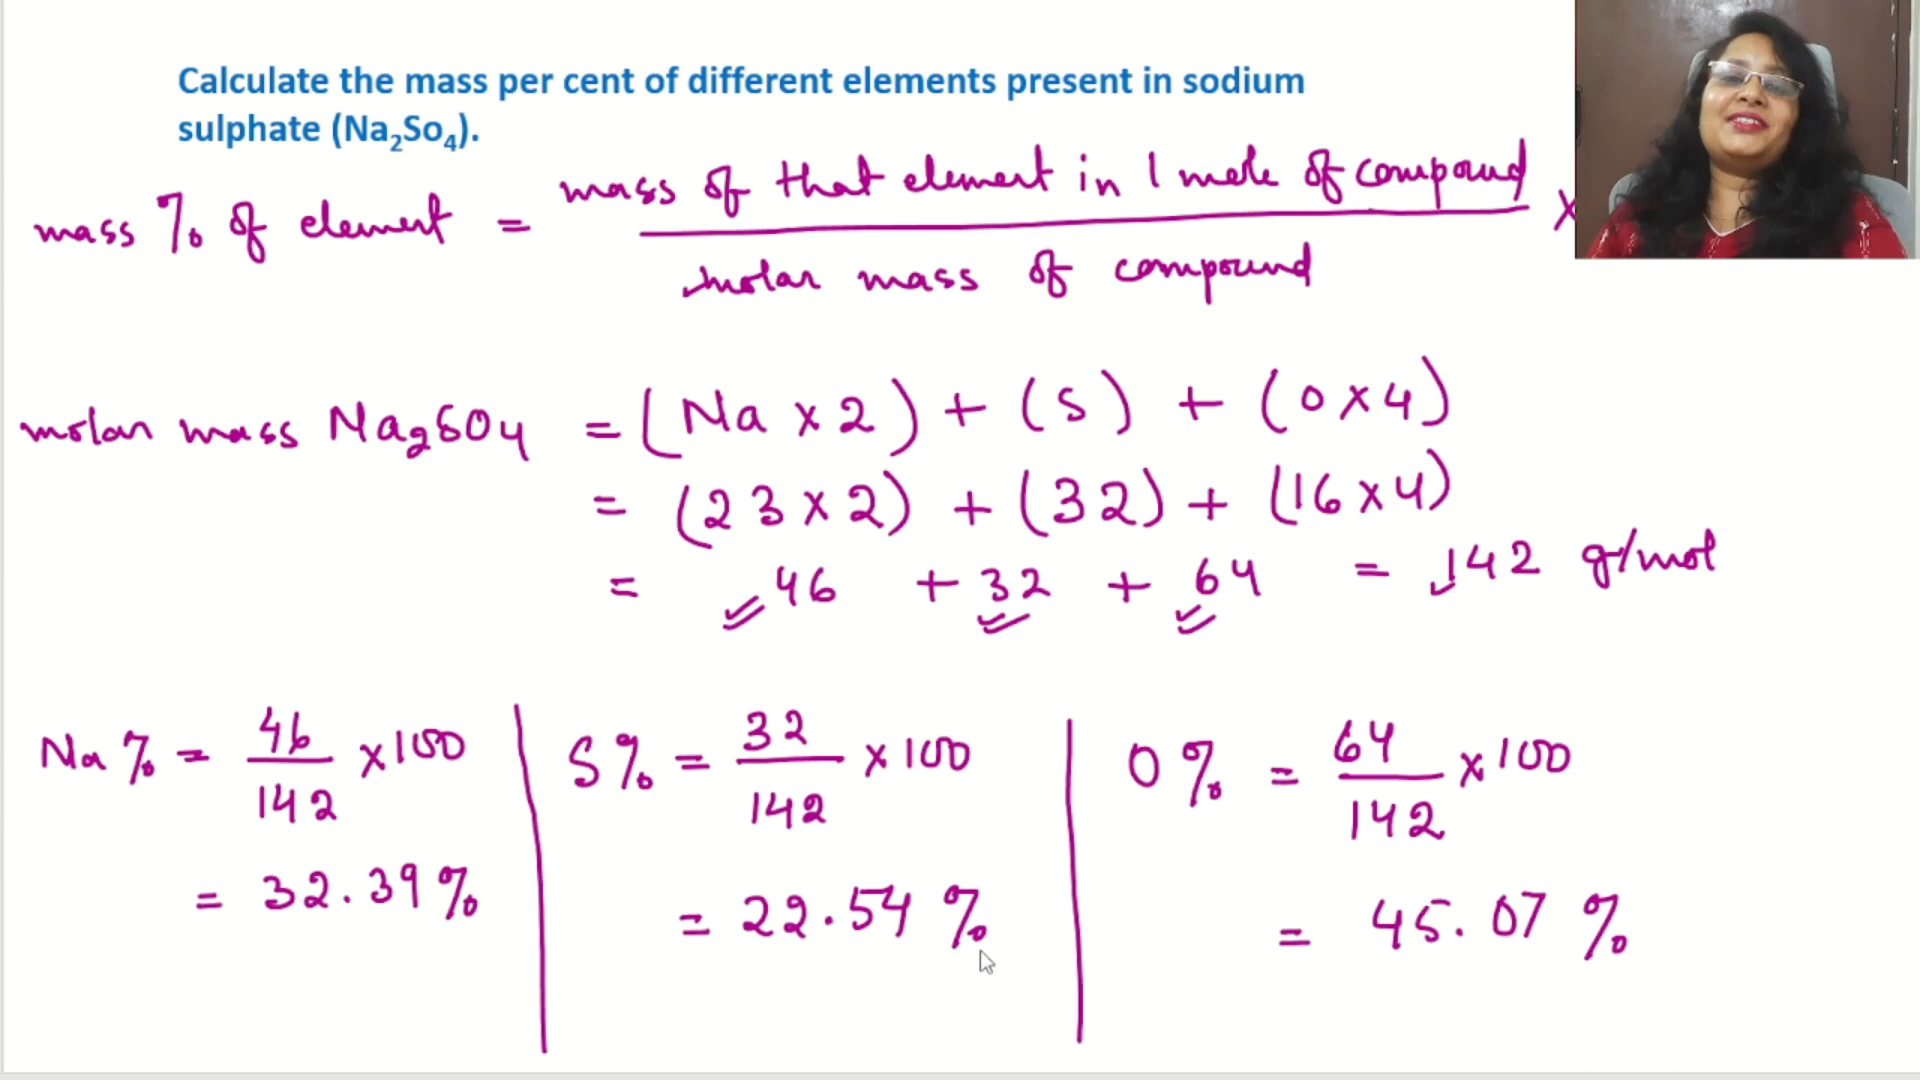 Calculate the mass per cent of different elements present in sodium
sulphate (Na₂So₄).
mass % of element = mass of that element in 1 mole of compound ×
molar mass of compound
molar mass Na₂SO₄ = (Na × 2) + (S) + (O × 4)
= (23 × 2) + (32) + (16 × 4)
= 46 + 32 + 64 = 142 g/mol
Na % = 46/142 × 100
= 32.39 %
S % = 32/142 × 100
= 22.54 %
O % = 64/142 × 100
= 45.07 %